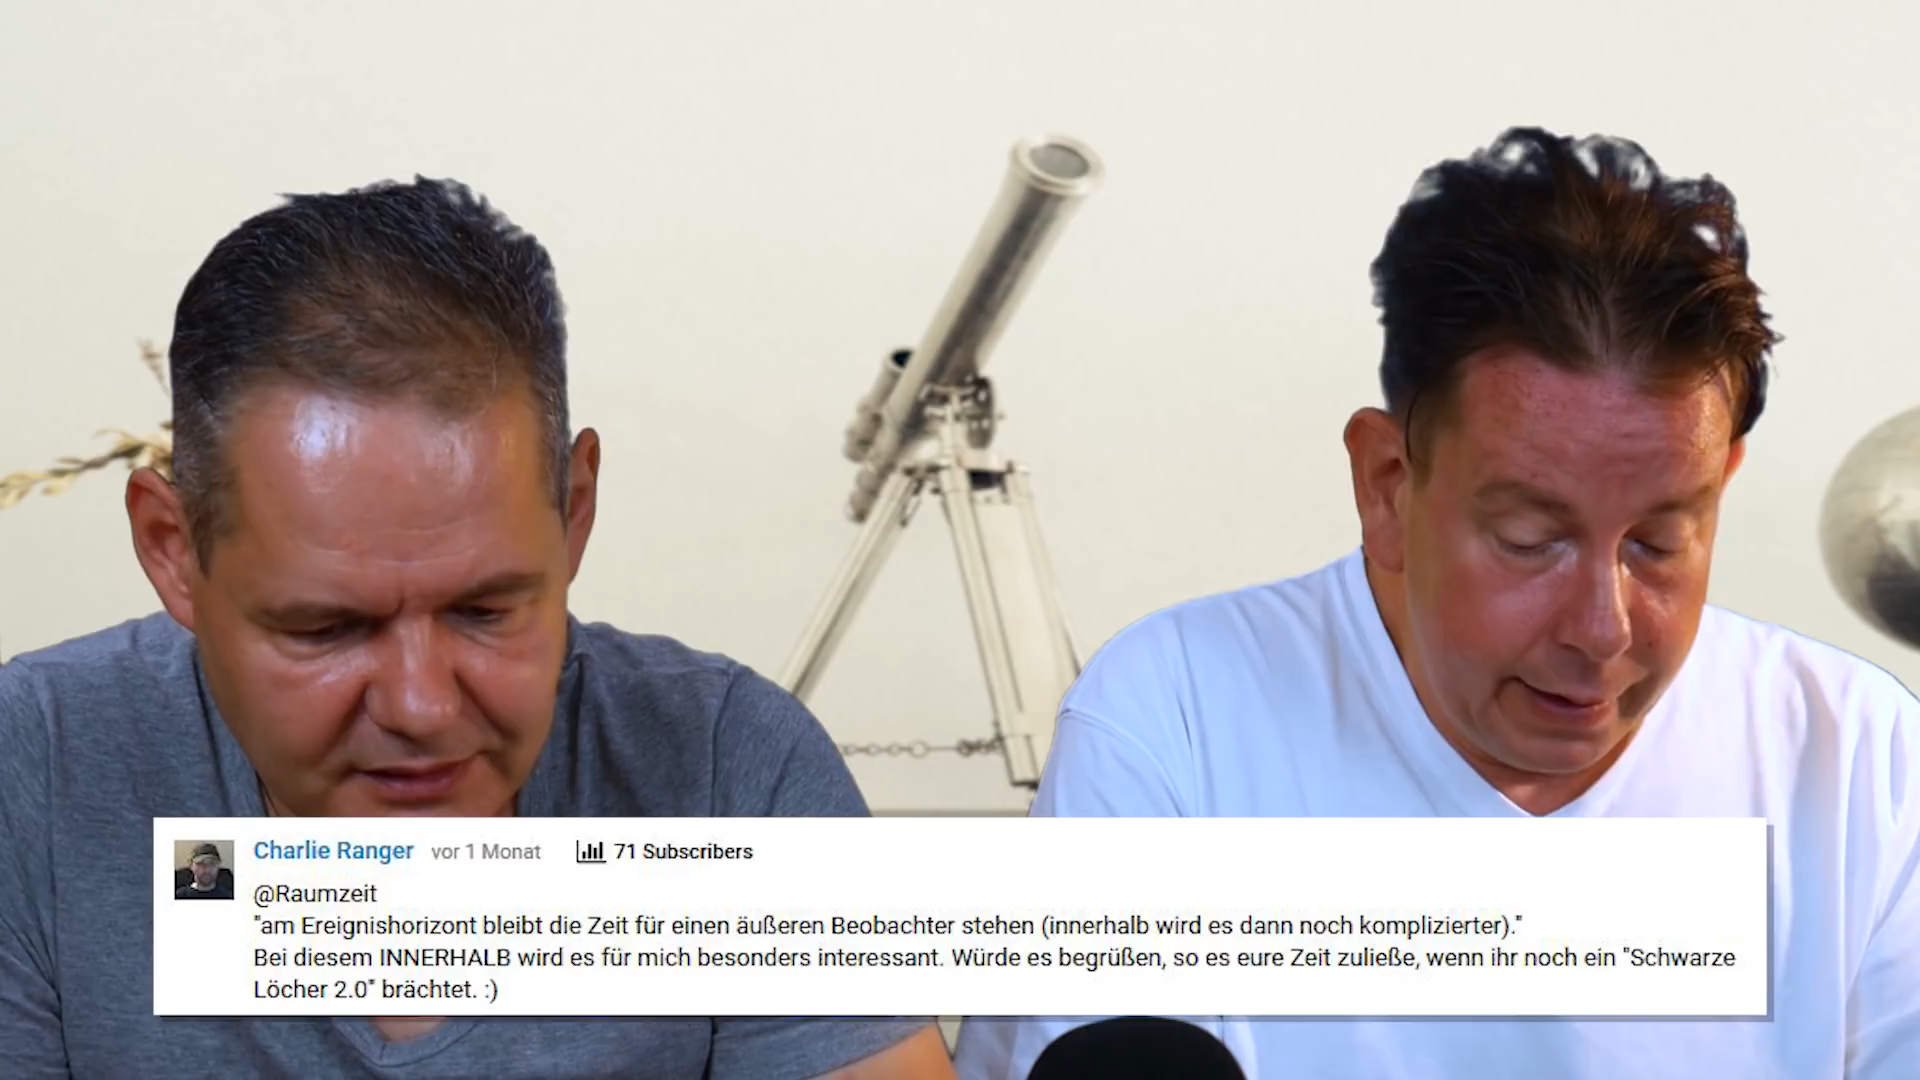 Charlie Ranger vor 1 Monat 71 Subscribers
@Raumzeit
"am Ereignishorizont bleibt die Zeit für einen äußeren Beobachter stehen (innerhalb wird es dann noch komplizierter)."
Bei diesem INNERHALB wird es für mich besonders interessant. Würde es begrüßen, so es eure Zeit zuließe, wenn ihr noch ein "Schwarze
Löcher 2.0" brächtet. :)